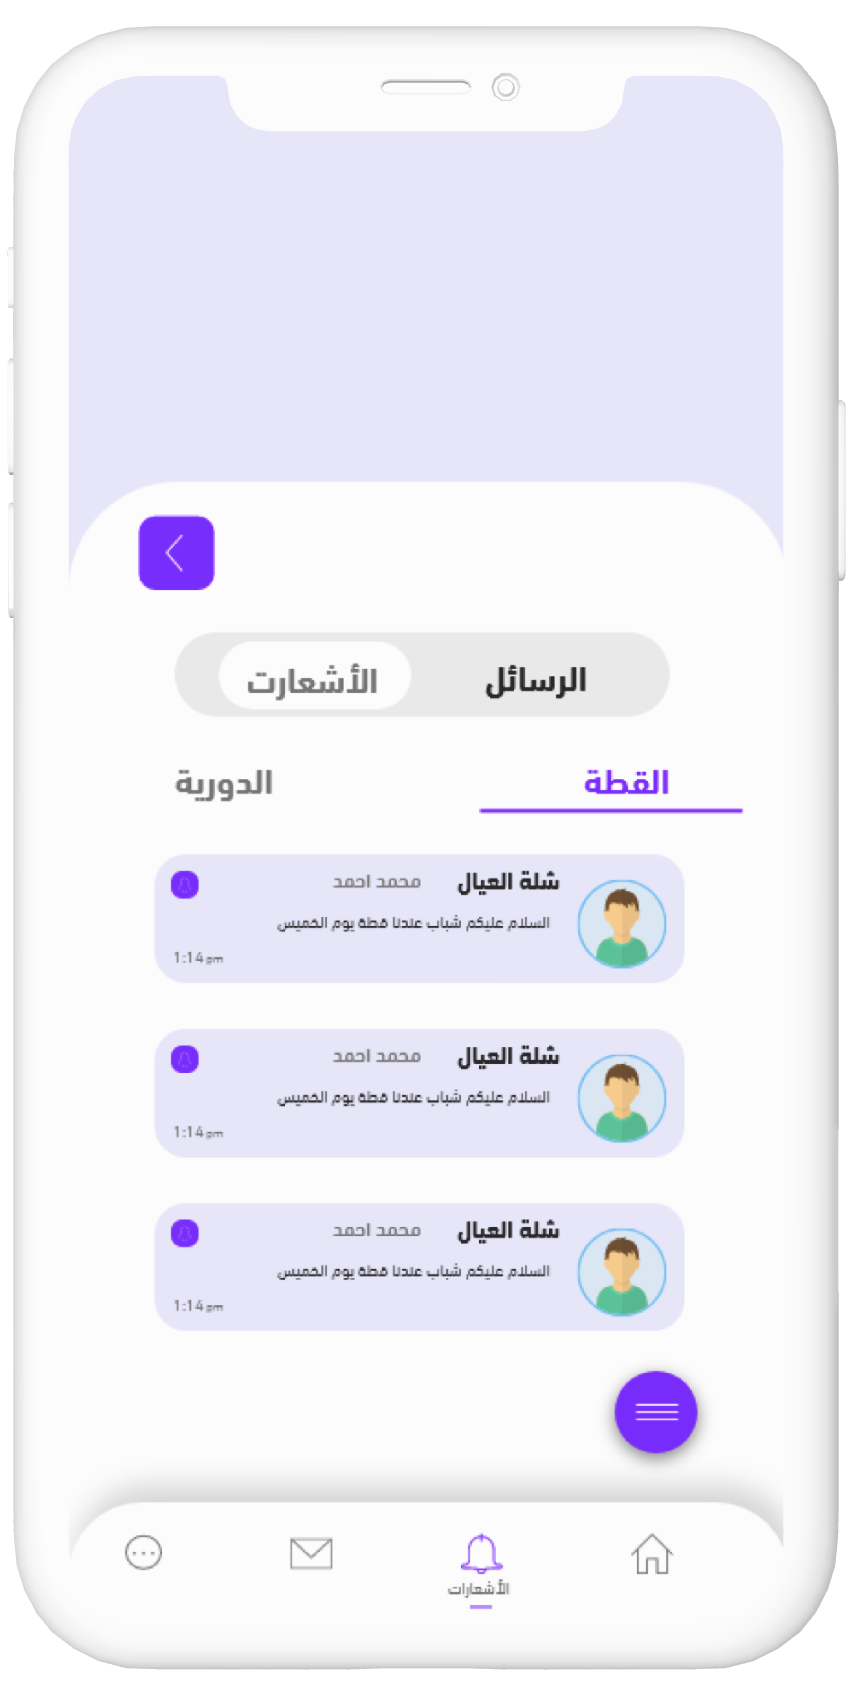 الرسائل الأشعارت
القطة الدورية
شلة العيال محمد احمد
السلام عليكم شباب عندنا قطة يوم الخميس
1:14 pm
شلة العيال محمد احمد
السلام عليكم شباب عندنا قطة يوم الخميس
1:14 pm
شلة العيال محمد احمد
السلام عليكم شباب عندنا قطة يوم الخميس
1:14 pm
الأشعارات